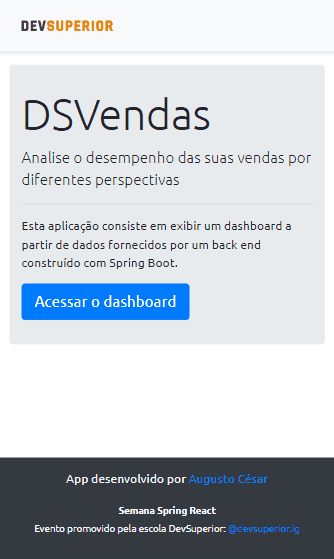 DEVSUPERIOR
DSVendas
Analise o desempenho das suas vendas por
diferentes perspectivas
Esta aplicação consiste em exibir um dashboard a
partir de dados fornecidos por um back end
construído com Spring Boot.
Acessar o dashboard
App desenvolvido por Augusto César
Semana Spring React
Evento promovido pela escola DevSuperior: @devsuperior.ig